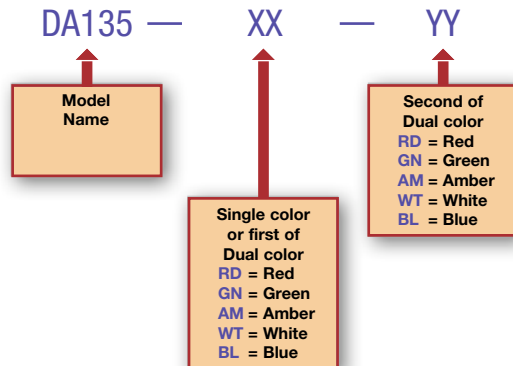 DA135 — XX — YY
Model
Name
Second of
Dual color
RD = Red
GN = Green
AM = Amber
WT = White
BL = Blue
Single color
or first of
Dual color
RD = Red
GN = Green
AM = Amber
WT = White
BL = Blue